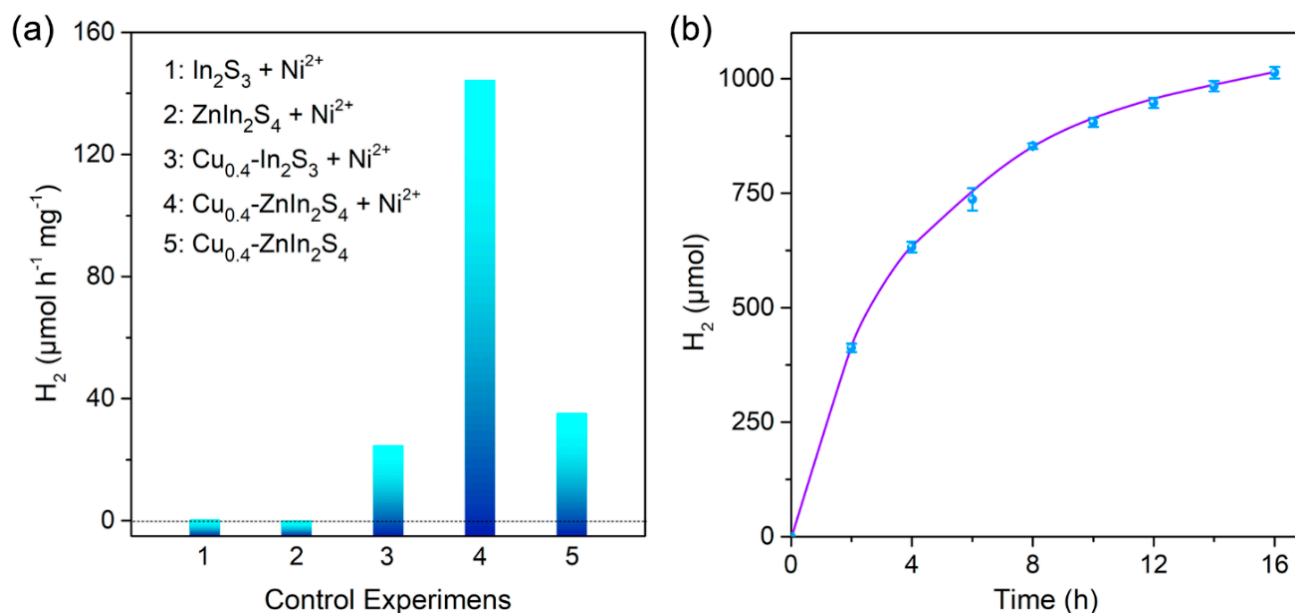 (a)
160
120
80
40
0
H₂ (μmol h⁻¹ mg⁻¹)
1: In₂S₃ + Ni²⁺
2: ZnIn₂S₄ + Ni²⁺
3: Cu₀.₄-In₂S₃ + Ni²⁺
4: Cu₀.₄-ZnIn₂S₄ + Ni²⁺
5: Cu₀.₄-ZnIn₂S₄
1 2 3 4 5
Control Experimens
(b)
1000
750
500
250
0
H₂ (μmol)
0 4 8 12 16
Time (h)